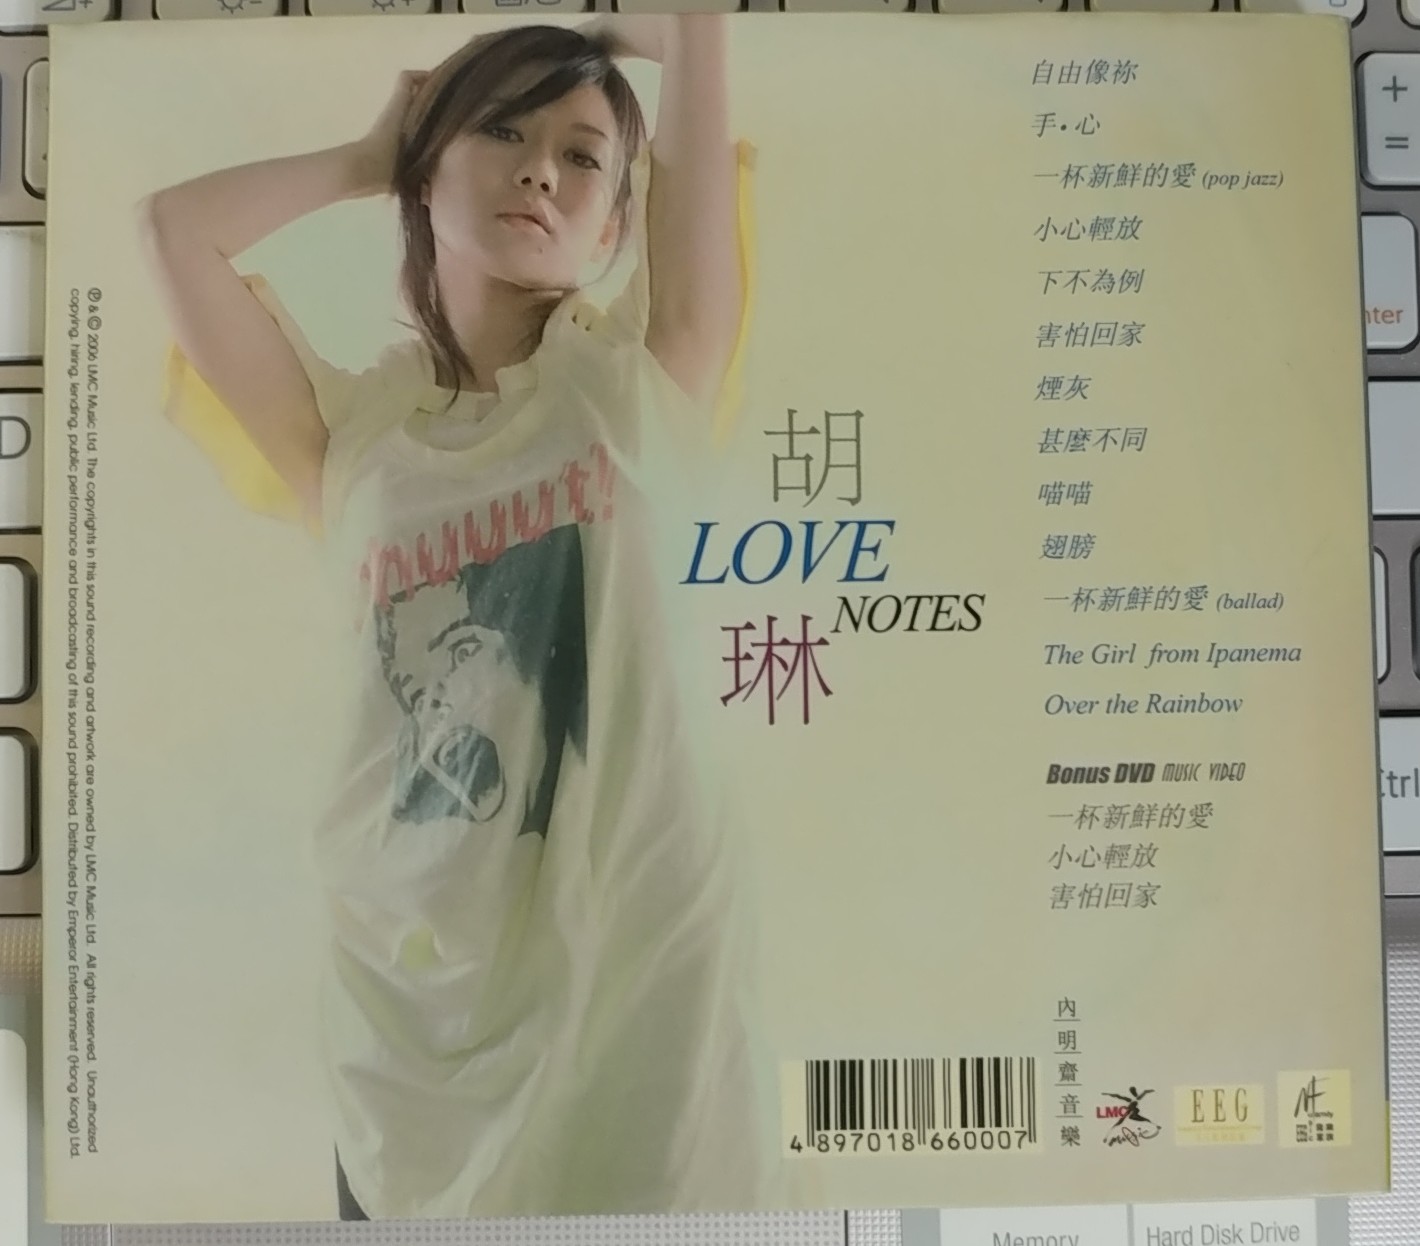 自由像祢
手・心
一杯新鮮的愛 (pop jazz)
小心輕放
下不為例
害怕回家
煙灰
甚麼不同
喵喵
翅膀
一杯新鮮的愛 (ballad)
The Girl from Ipanema
Over the Rainbow
Bonus DVD MUSIC VIDEO
一杯新鮮的愛
小心輕放
害怕回家
胡
LOVE
NOTES
琳
Ⓟ & © 2006 LMC Music Ltd. The copyrights in this sound recording and artwork are owned by LMC Music Ltd. All rights reserved. Unauthorized
copying, hiring, lending, public performance and broadcasting of this sound prohibited. Distributed by Emperor Entertainment (Hong Kong) Ltd.
內明齋音樂
LMC
music
EEG
4 897018 660007
D
+
=
nter
Ctrl
Memory
Hard Disk Drive